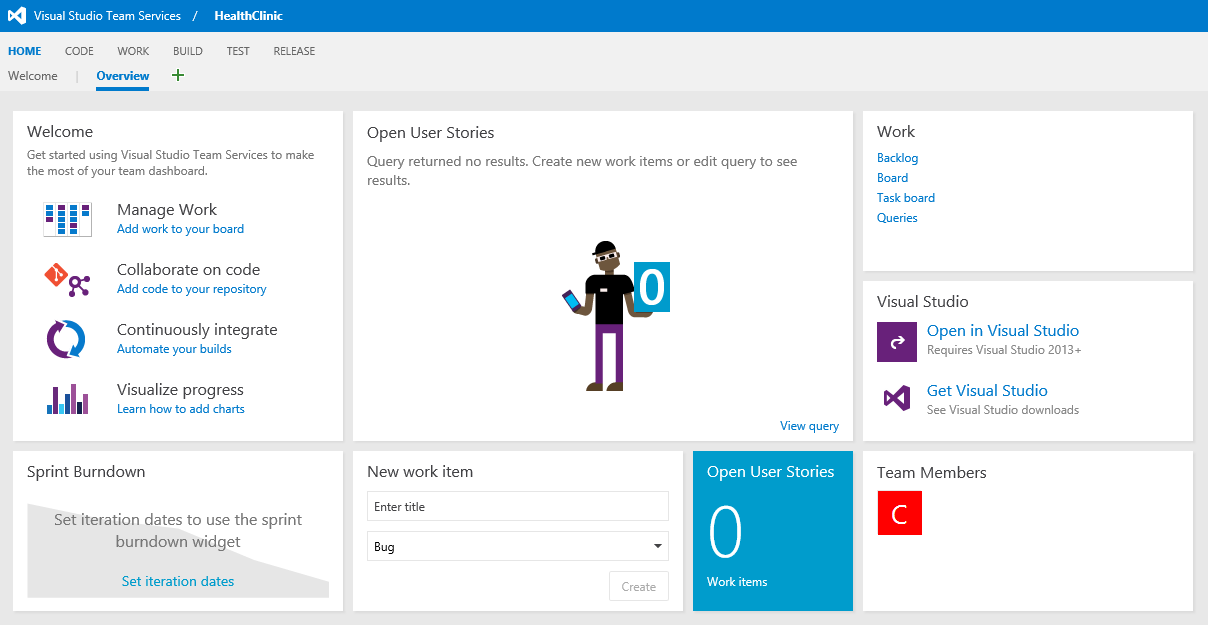 Visual Studio Team Services / HealthClinic
HOME CODE WORK BUILD TEST RELEASE
Welcome | Overview +
Welcome
Get started using Visual Studio Team Services to make
the most of your team dashboard.
Manage Work
Add work to your board
Collaborate on code
Add code to your repository
Continuously integrate
Automate your builds
Visualize progress
Learn how to add charts
Open User Stories
Query returned no results. Create new work items or edit query to see
results.
0
View query
Work
Backlog
Board
Task board
Queries
Visual Studio
Open in Visual Studio
Requires Visual Studio 2013+
Get Visual Studio
See Visual Studio downloads
Sprint Burndown
Set iteration dates to use the sprint
burndown widget
Set iteration dates
New work item
Enter title
Bug
Create
Open User Stories
0
Work items
Team Members
C